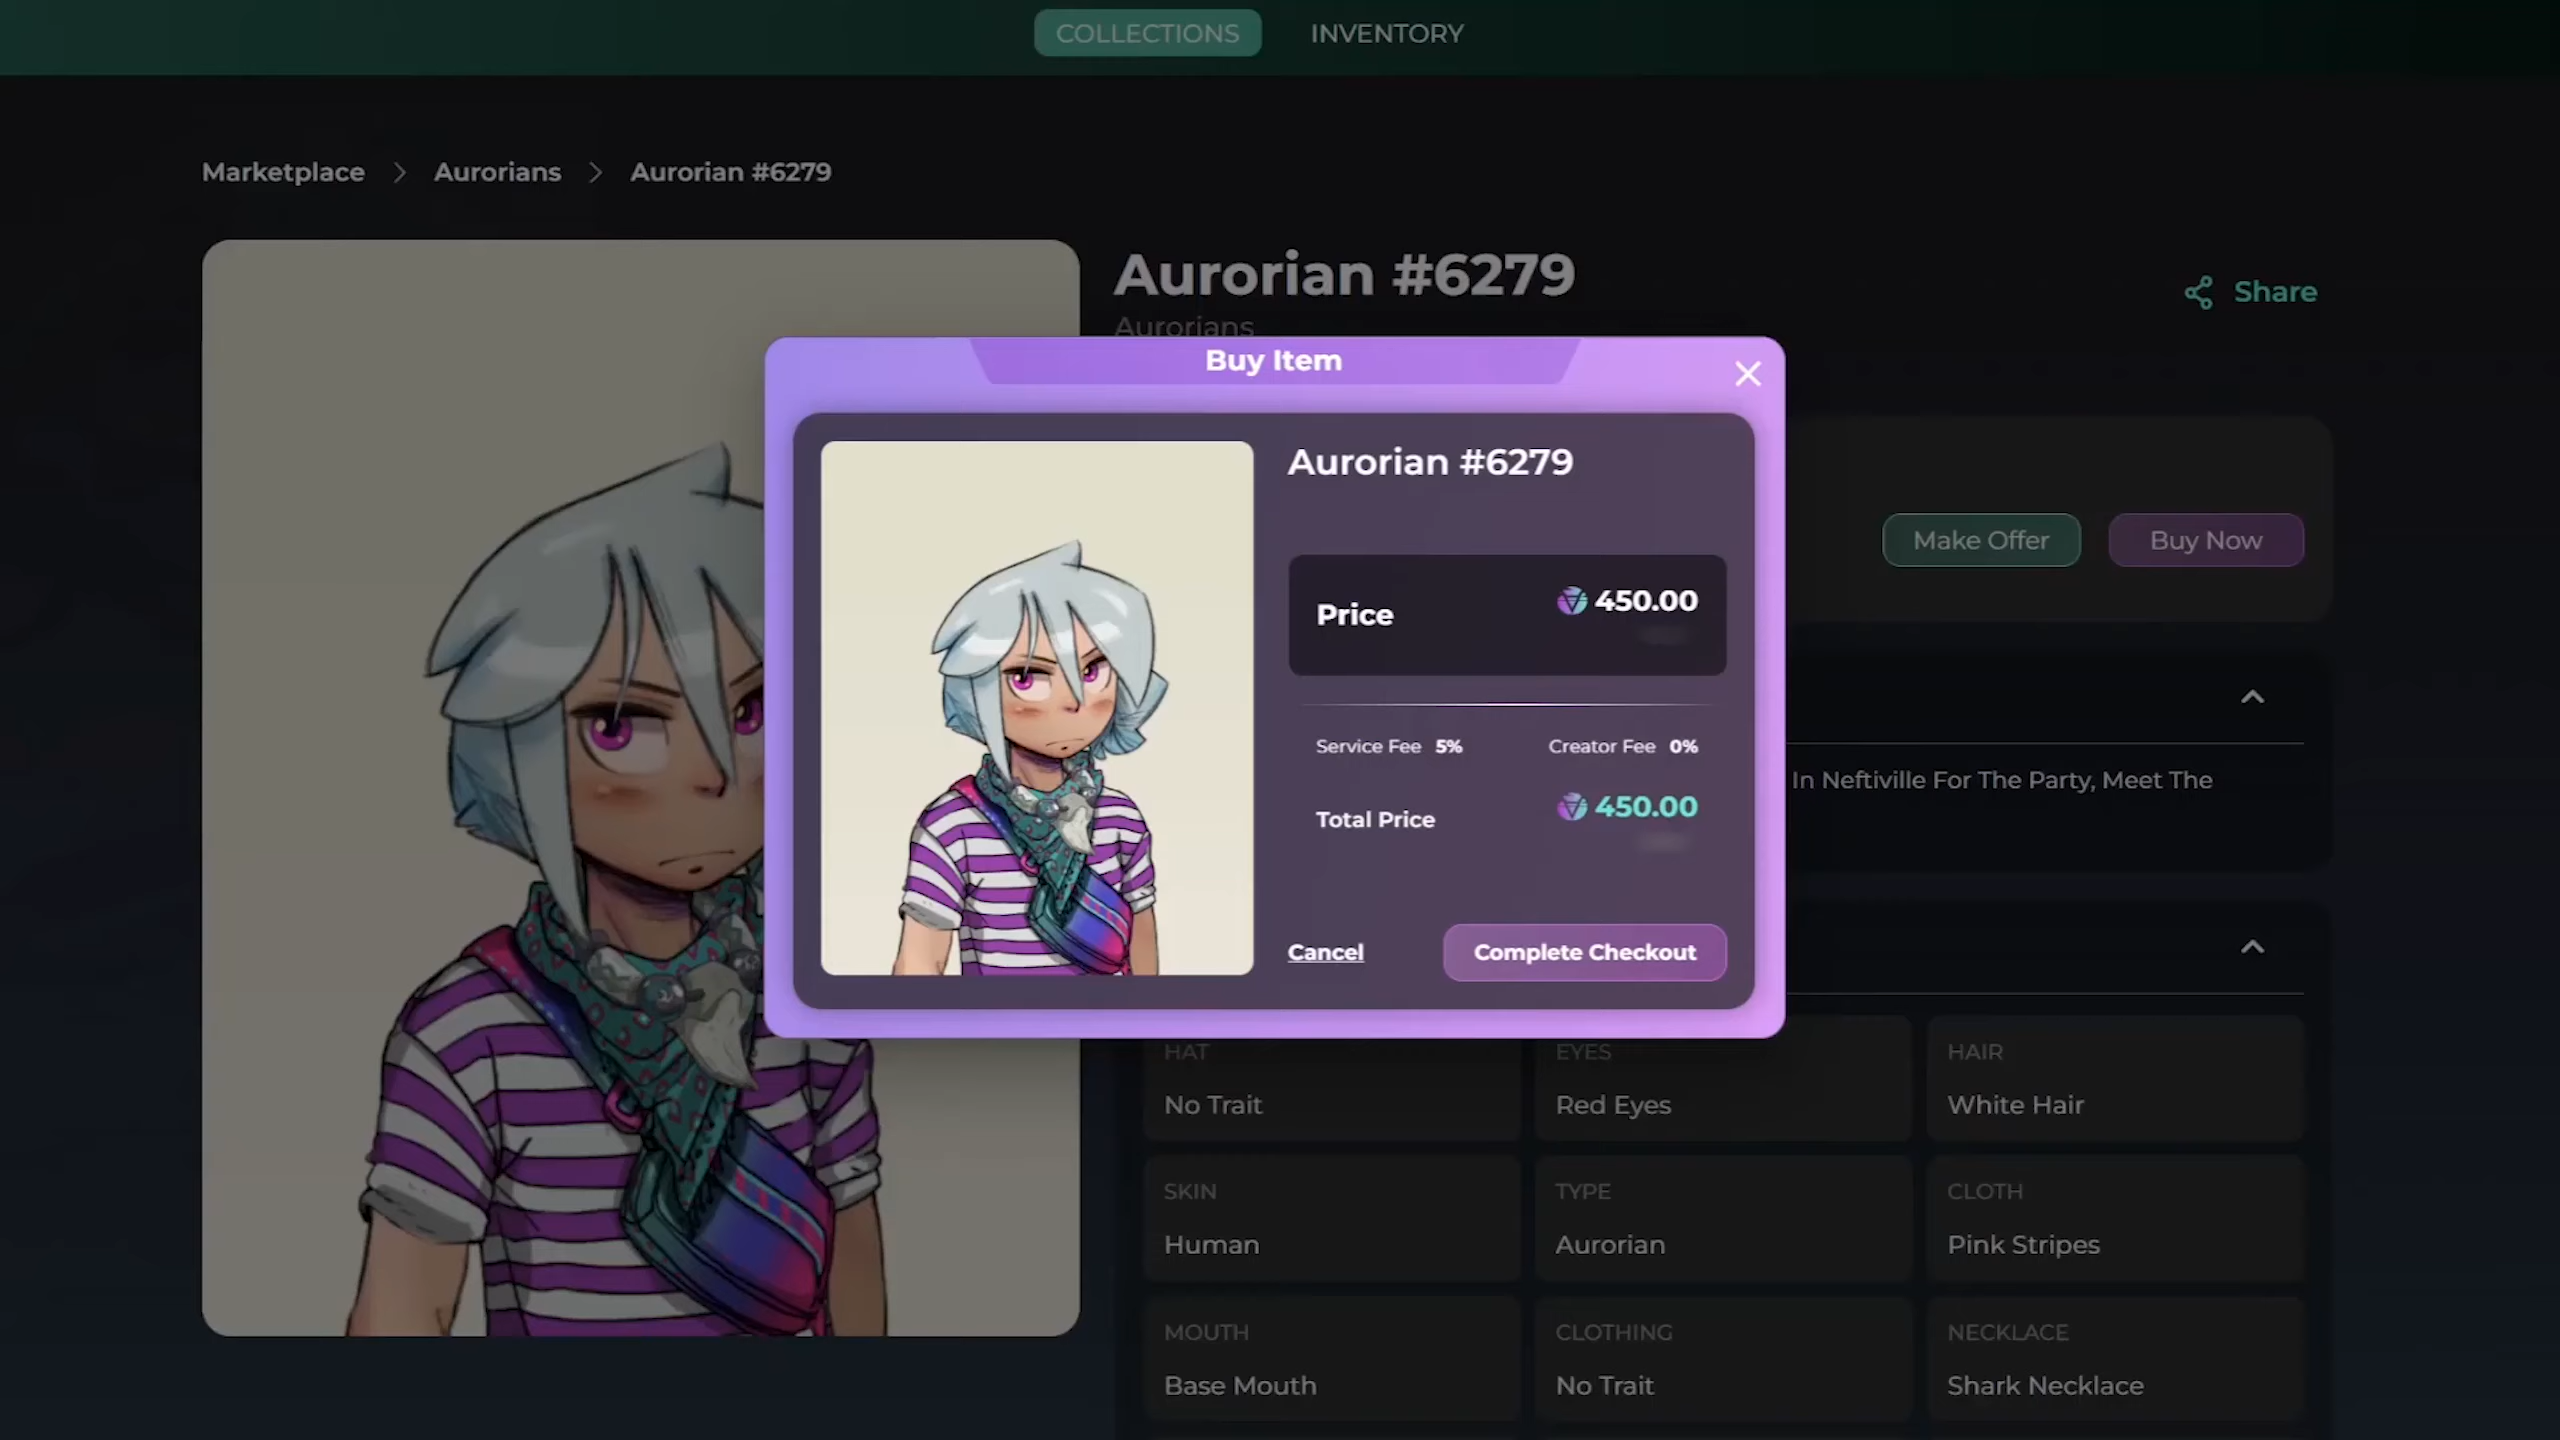 COLLECTIONS
INVENTORY
Marketplace > Aurorians > Aurorian #6279
Aurorian #6279
Share
Aurorians
Buy Item
Aurorian #6279
Price
450.00
Service Fee 5%
Creator Fee 0%
Total Price
450.00
Cancel
Complete Checkout
Make Offer
Buy Now
In Neftiville For The Party, Meet The
HAT
No Trait
EYES
Red Eyes
HAIR
White Hair
SKIN
Human
TYPE
Aurorian
CLOTH
Pink Stripes
MOUTH
Base Mouth
CLOTHING
No Trait
NECKLACE
Shark Necklace